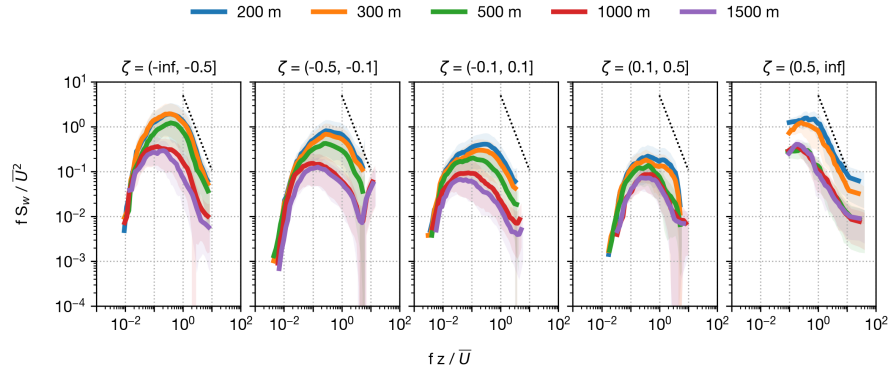 200 m 300 m 500 m 1000 m 1500 m
ζ = (-inf, -0.5] ζ = (-0.5, -0.1] ζ = (-0.1, 0.1] ζ = (0.1, 0.5] ζ = (0.5, inf]
10¹
10⁰
10⁻¹
10⁻²
10⁻³
10⁻⁴
f S_w / U̅²
10⁻² 10⁰ 10² 10⁻² 10⁰ 10² 10⁻² 10⁰ 10² 10⁻² 10⁰ 10² 10⁻² 10⁰ 10²
f z / U̅